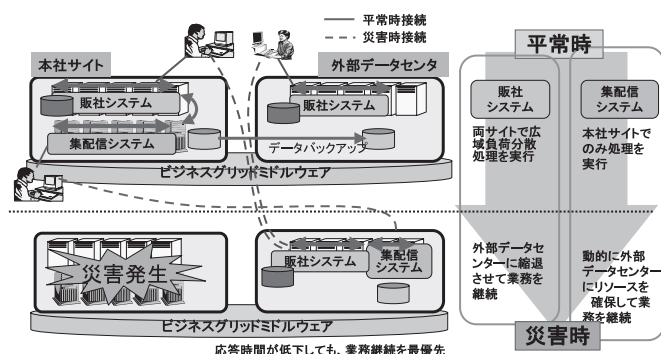 平常時接続
災害時接続
本社サイト
外部データセンタ
販社システム
集配信システム
販社システム
データバックアップ
ビジネスグリッドミドルウェア
災害発生
販社システム
集配信
システム
ビジネスグリッドミドルウェア
応答時間が低下しても、業務継続を最優先
平常時
販社
システム
集配信
システム
両サイトで広
域負荷分散
処理を実行
本社サイトで
のみ処理を
実行
外部データセ
ンターに縮退
させて業務を
継続
動的に外部
データセンター
にリソースを
確保して業
務を継続
災害時